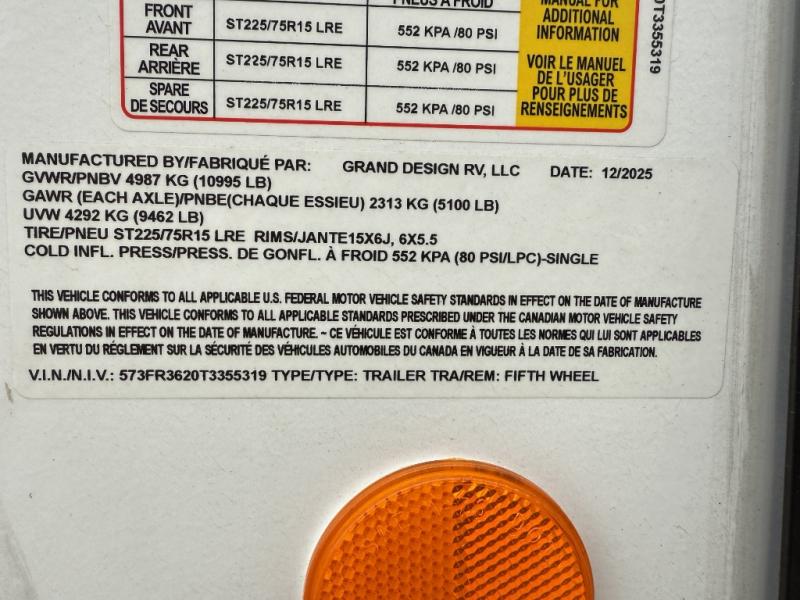 PNEUS À FROID
MANUAL FOR
ADDITIONAL
INFORMATION
VOIR LE MANUEL
DE L'USAGER
POUR PLUS DE
RENSEIGNEMENTS
FRONT
AVANT
ST225/75R15 LRE
552 KPA /80 PSI
REAR
ARRIÈRE
ST225/75R15 LRE
552 KPA /80 PSI
SPARE
DE SECOURS
ST225/75R15 LRE
552 KPA /80 PSI
0T3355319
MANUFACTURED BY/FABRIQUÉ PAR: GRAND DESIGN RV, LLC DATE: 12/2025
GVWR/PNBV 4987 KG (10995 LB)
GAWR (EACH AXLE)/PNBE(CHAQUE ESSIEU) 2313 KG (5100 LB)
UVW 4292 KG (9462 LB)
TIRE/PNEU ST225/75R15 LRE RIMS/JANTE15X6J, 6X5.5
COLD INFL. PRESS/PRESS. DE GONFL. À FROID 552 KPA (80 PSI/LPC)-SINGLE
THIS VEHICLE CONFORMS TO ALL APPLICABLE U.S. FEDERAL MOTOR VEHICLE SAFETY STANDARDS IN EFFECT ON THE DATE OF MANUFACTURE
SHOWN ABOVE. THIS VEHICLE CONFORMS TO ALL APPLICABLE STANDARDS PRESCRIBED UNDER THE CANADIAN MOTOR VEHICLE SAFETY
REGULATIONS IN EFFECT ON THE DATE OF MANUFACTURE. ~ CE VÉHICULE EST CONFORME À TOUTES LES NORMES QUI LUI SONT APPLICABLES
EN VERTU DU RÉGLEMENT SUR LA SÉCURITÉ DES VÉHICULES AUTOMOBILES DU CANADA EN VIGUEUR À LA DATE DE SA FABRICATION.
V.I.N./N.I.V.: 573FR3620T3355319 TYPE/TYPE: TRAILER TRA/REM: FIFTH WHEEL